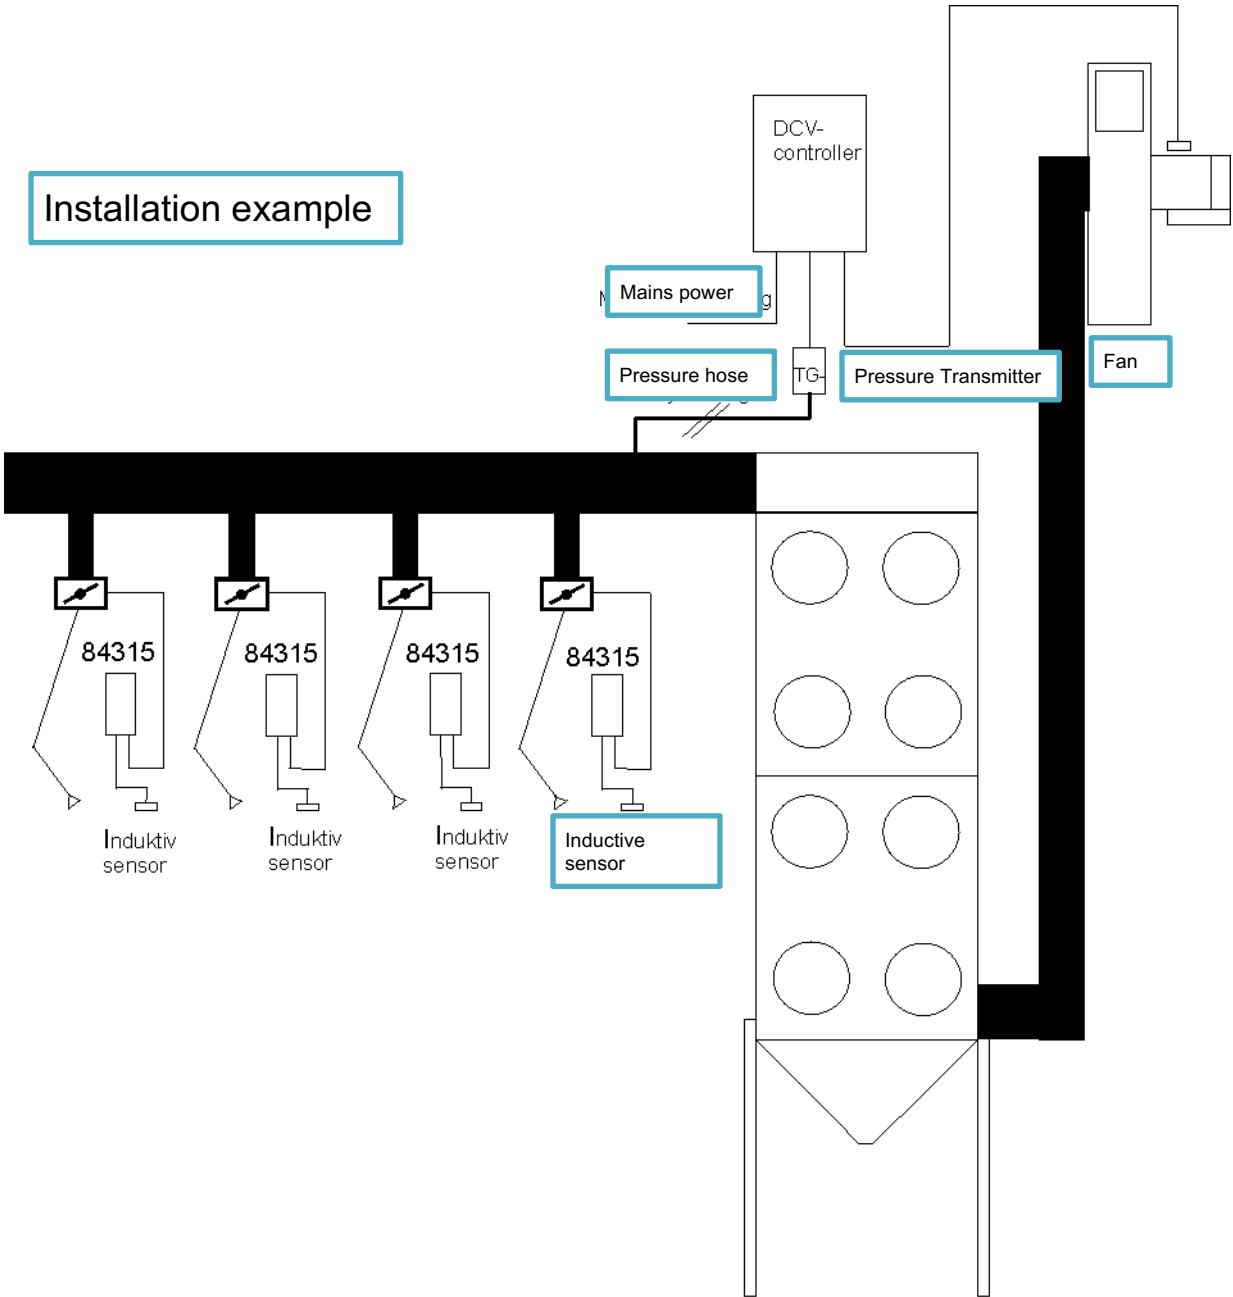 DCV-
controller
Installation example
Mains power
Pressure hose
TG-
Pressure Transmitter
Fan
84315
84315
84315
84315
Induktiv
sensor
Induktiv
sensor
Induktiv
sensor
Inductive
sensor